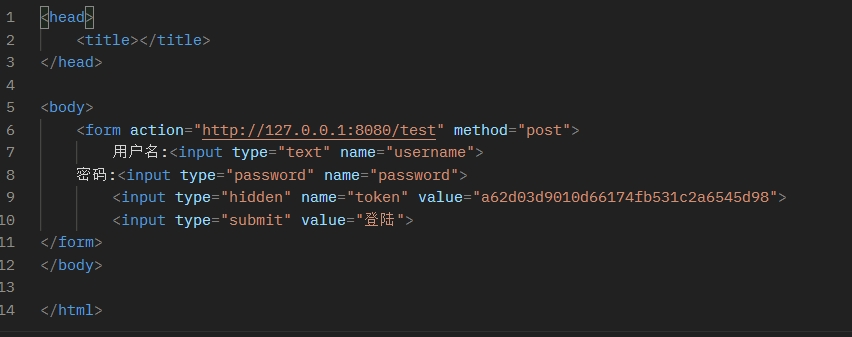 1 <head>
2     <title></title>
3 </head>
4
5 <body>
6     <form action="http://127.0.0.1:8080/test" method="post">
7         用户名:<input type="text" name="username">
8     密码:<input type="password" name="password">
9         <input type="hidden" name="token" value="a62d03d9010d66174fb531c2a6545d98">
10         <input type="submit" value="登陆">
11 </form>
12 </body>
13
14 </html>